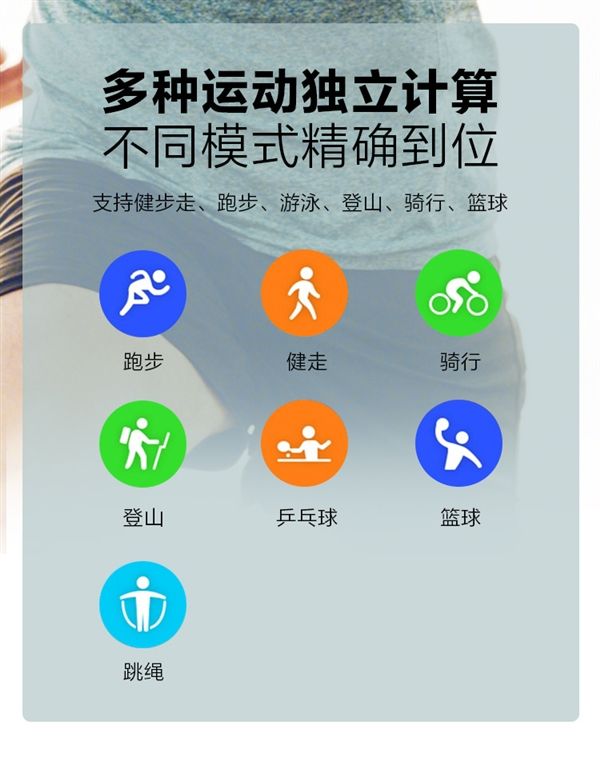 多种运动独立计算
不同模式精确到位
支持健步走、跑步、游泳、登山、骑行、篮球
跑步 健走 骑行
登山 乒乓球 篮球
跳绳